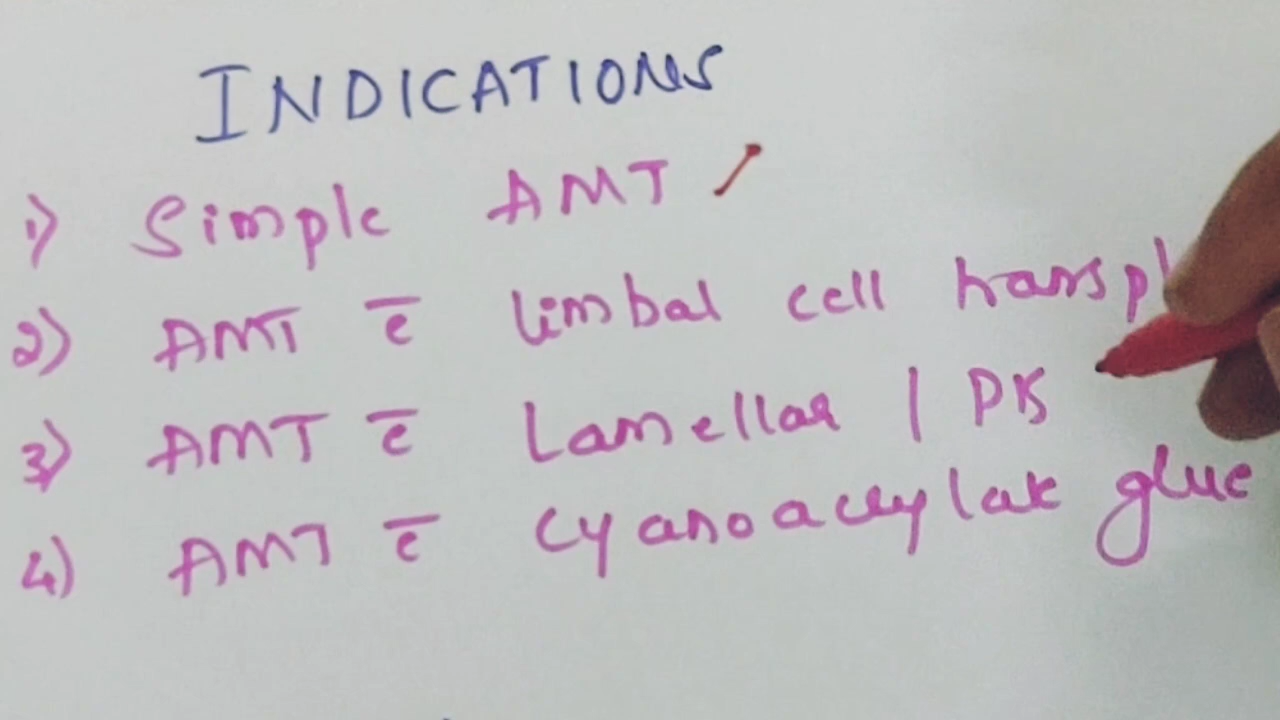 INDICATIONS
1) Simple AMT /
2) AMT c̅ limbal cell transpl
3) AMT c̅ Lamellar / PK
4) AMT c̅ Cyanoacrylate glue